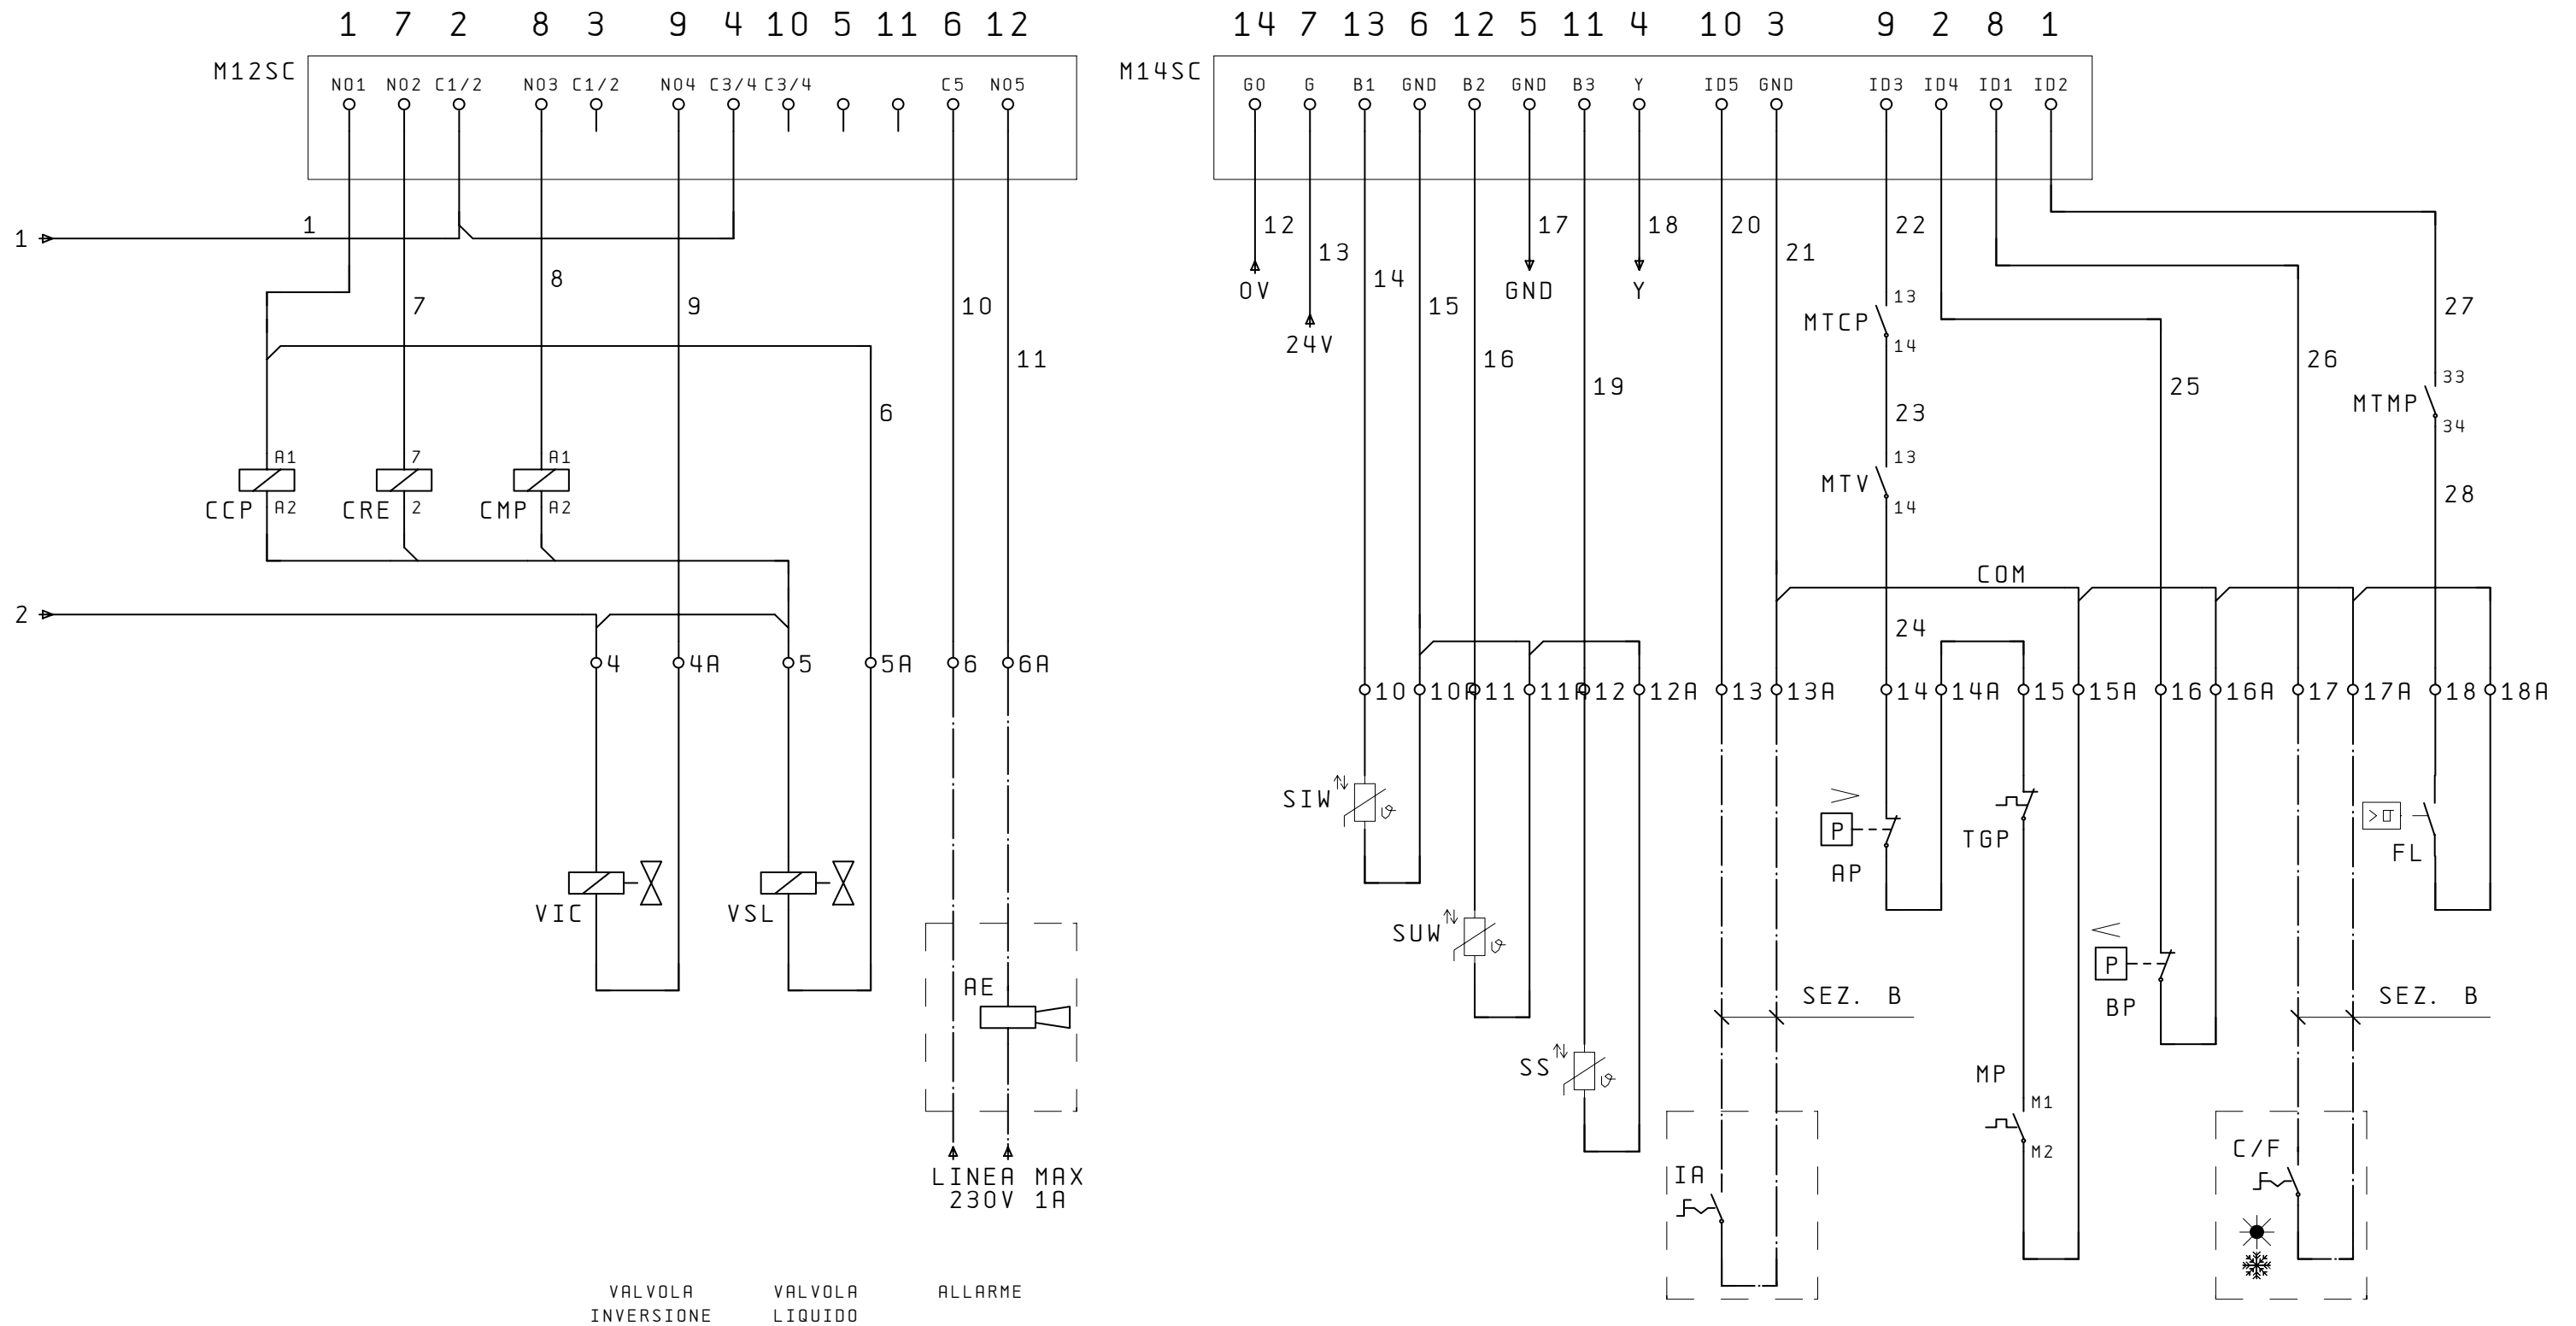 1 7 2 8 3 9 4 10 5 11 6 12
14 7 13 6 12 5 11 4 10 3 9 2 8 1
M12SC
M14SC
NO1 NO2 C1/2 NO3 C1/2 NO4 C3/4 C3/4 C5 NO5
G0 G B1 GND B2 GND B3 Y ID5 GND ID3 ID4 ID1 ID2
1
1
12
17
18
20
22
13
21
8
14
0V
GND
Y
13
7
9
10
15
27
MTCP
24V
14
11
16
26
33
19
25
MTMP
6
23
34
A1
7
A1
13
MTV
28
CCP
A2
CRE
2
CMP
A2
14
COM
2
24
4 4A 5 5A 6 6A
10 10A 11 11A 12 12A 13 13A 14 14A 15 15A 16 16A 17 17A 18 18A
SIW
ϑ
>
P
AP
TGP
>
FL
VIC
VSL
SUW
ϑ
<
P
BP
AE
SEZ. B
SEZ. B
SS
ϑ
MP
M1
M2
LINEA MAX
230V 1A
IA
C/F
VALVOLA
INVERSIONE
VALVOLA
LIQUIDO
ALLARME